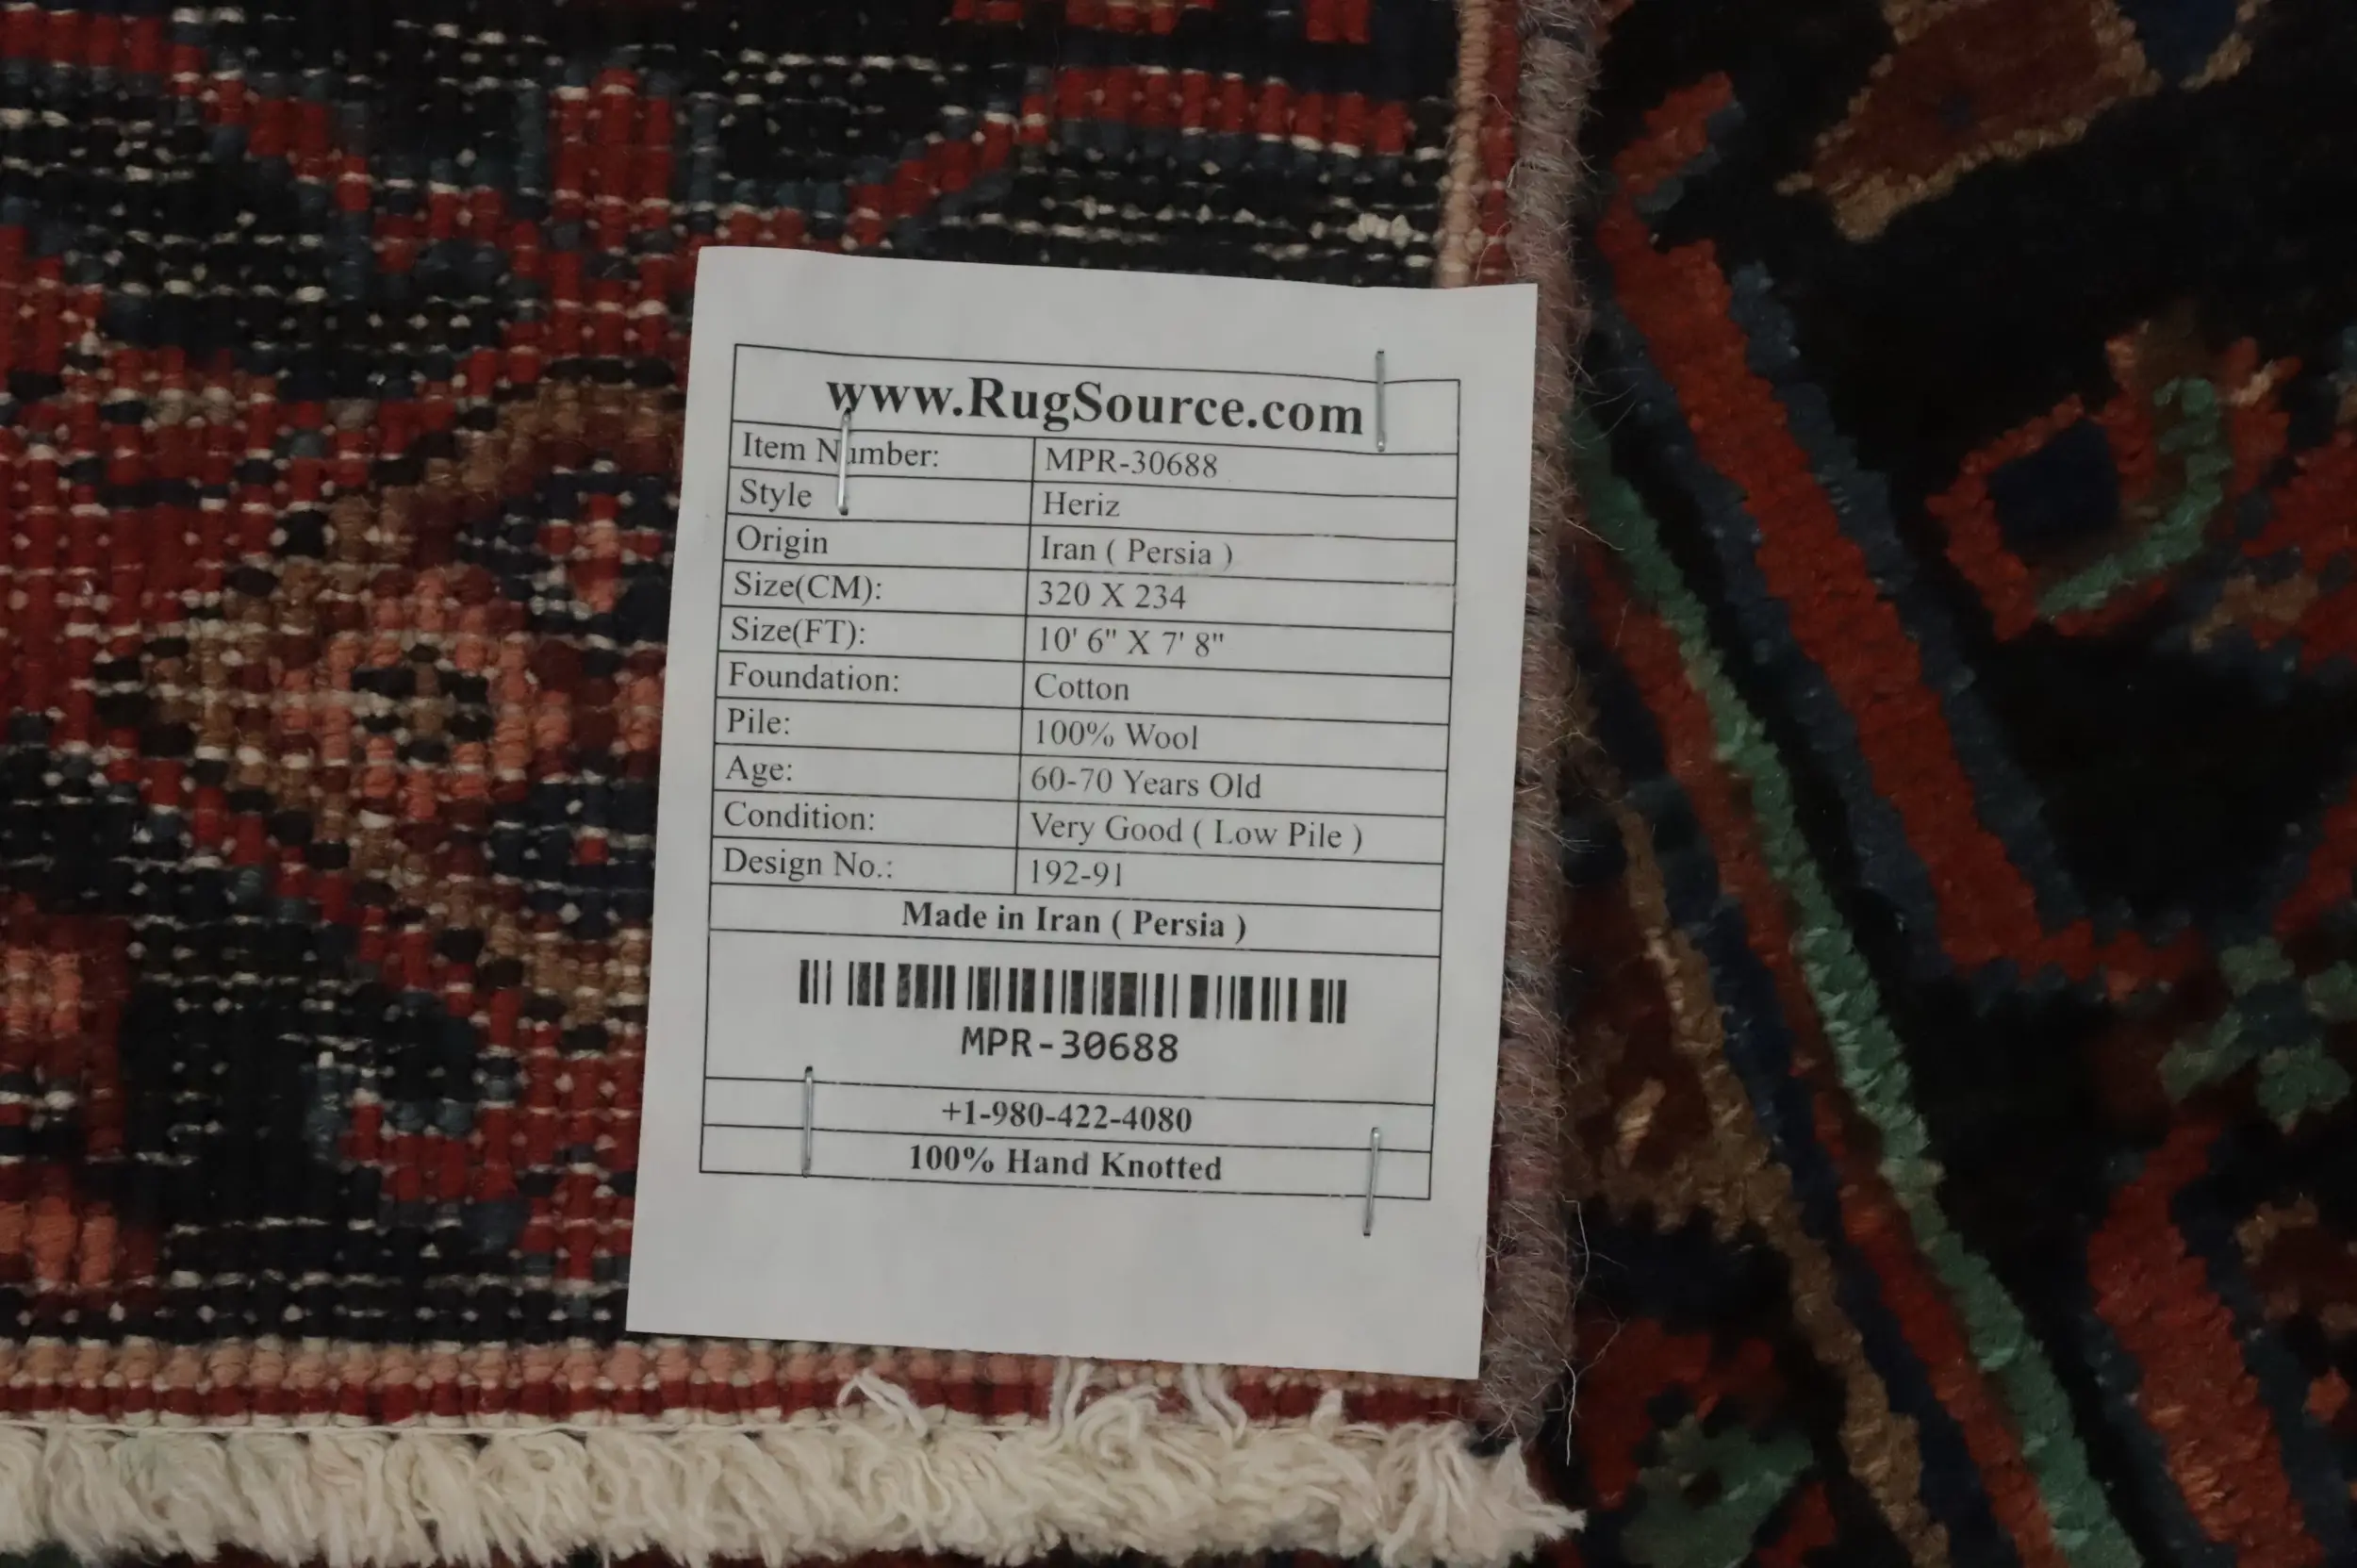 www.RugSource.com
Item Number: MPR-30688
Style Heriz
Origin Iran ( Persia )
Size(CM): 320 X 234
Size(FT): 10' 6" X 7' 8"
Foundation: Cotton
Pile: 100% Wool
Age: 60-70 Years Old
Condition: Very Good ( Low Pile )
Design No.: 192-91
Made in Iran ( Persia )
MPR-30688
+1-980-422-4080
100% Hand Knotted